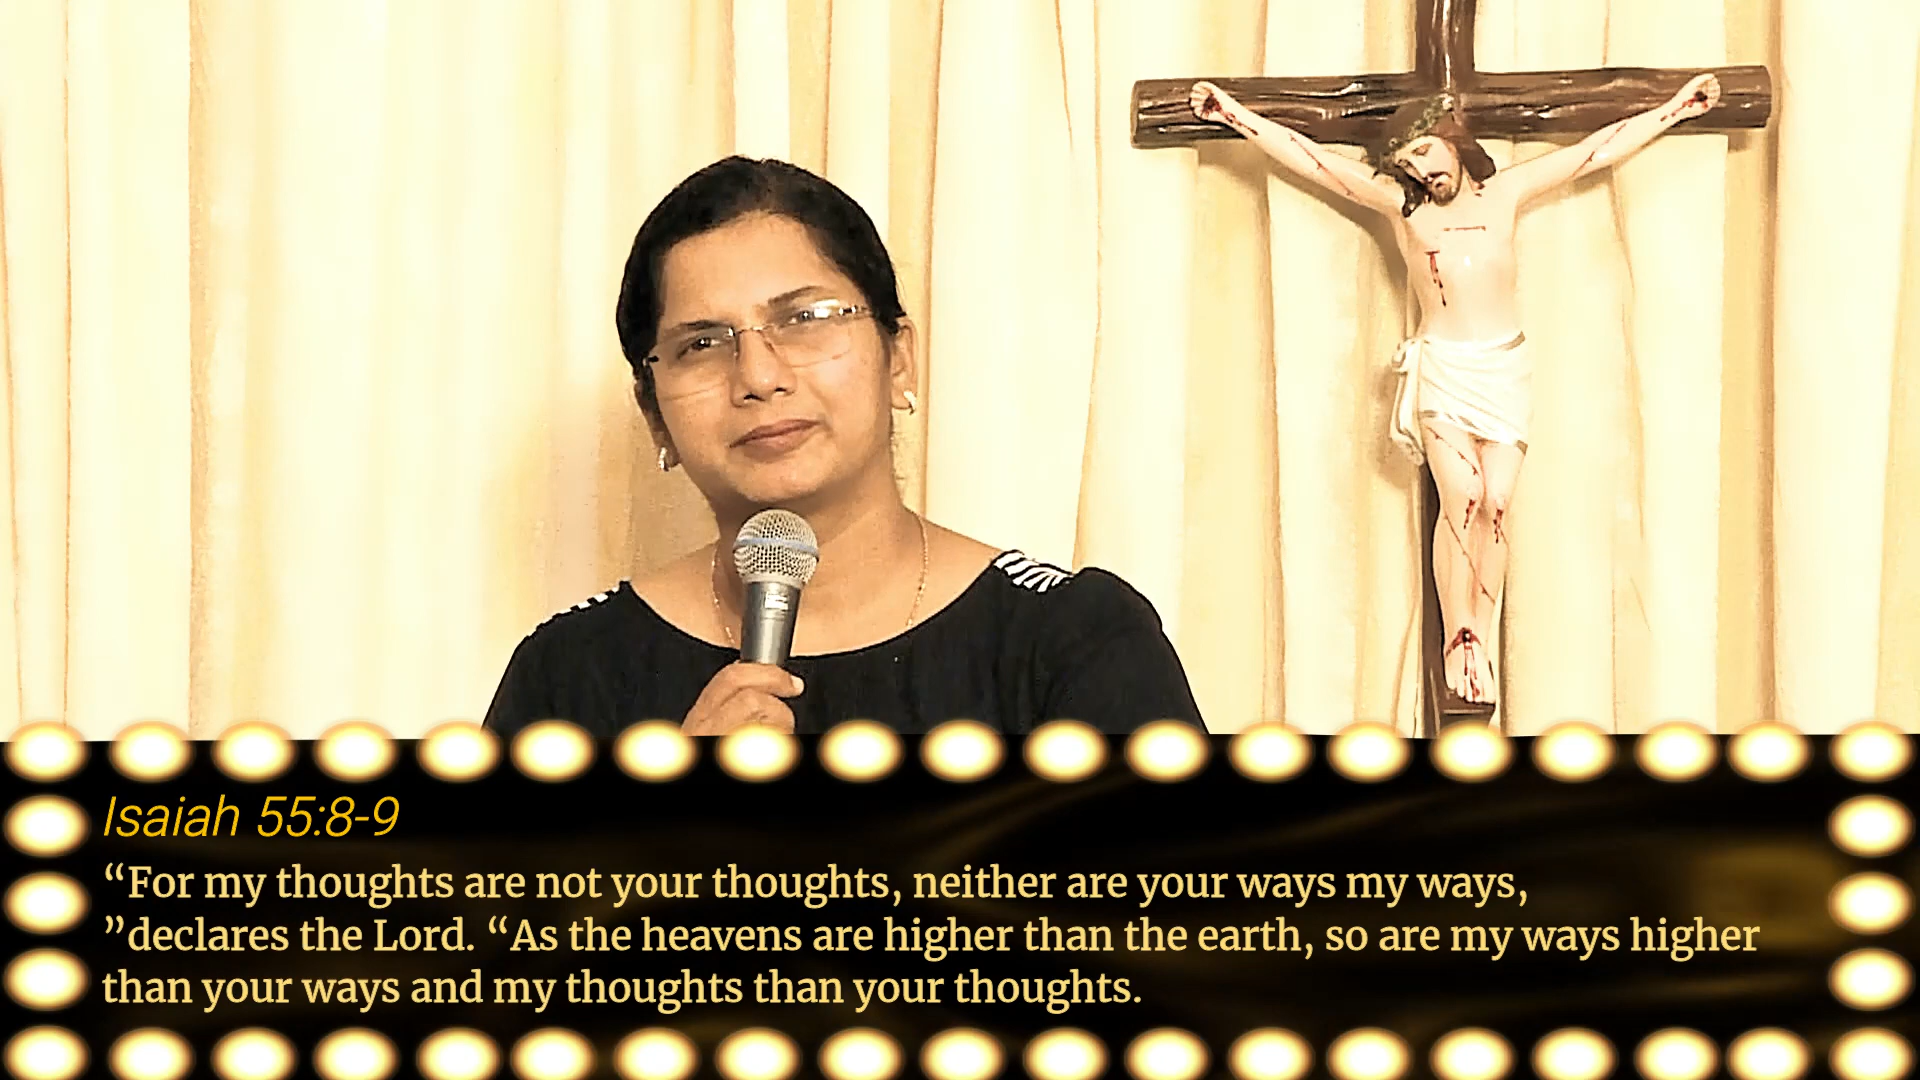 Isaiah 55:8-9
“For my thoughts are not your thoughts, neither are your ways my ways,
”declares the Lord. “As the heavens are higher than the earth, so are my ways higher
than your ways and my thoughts than your thoughts.